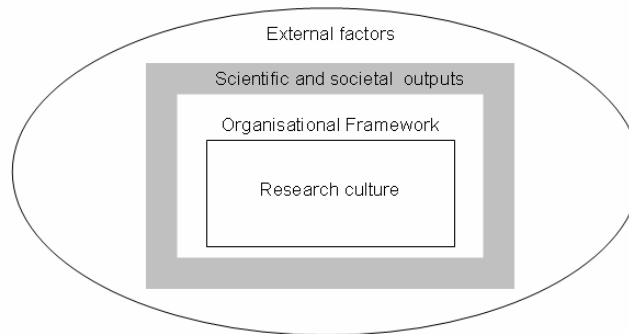 External factors
Scientific and societal outputs
Organisational Framework
Research culture